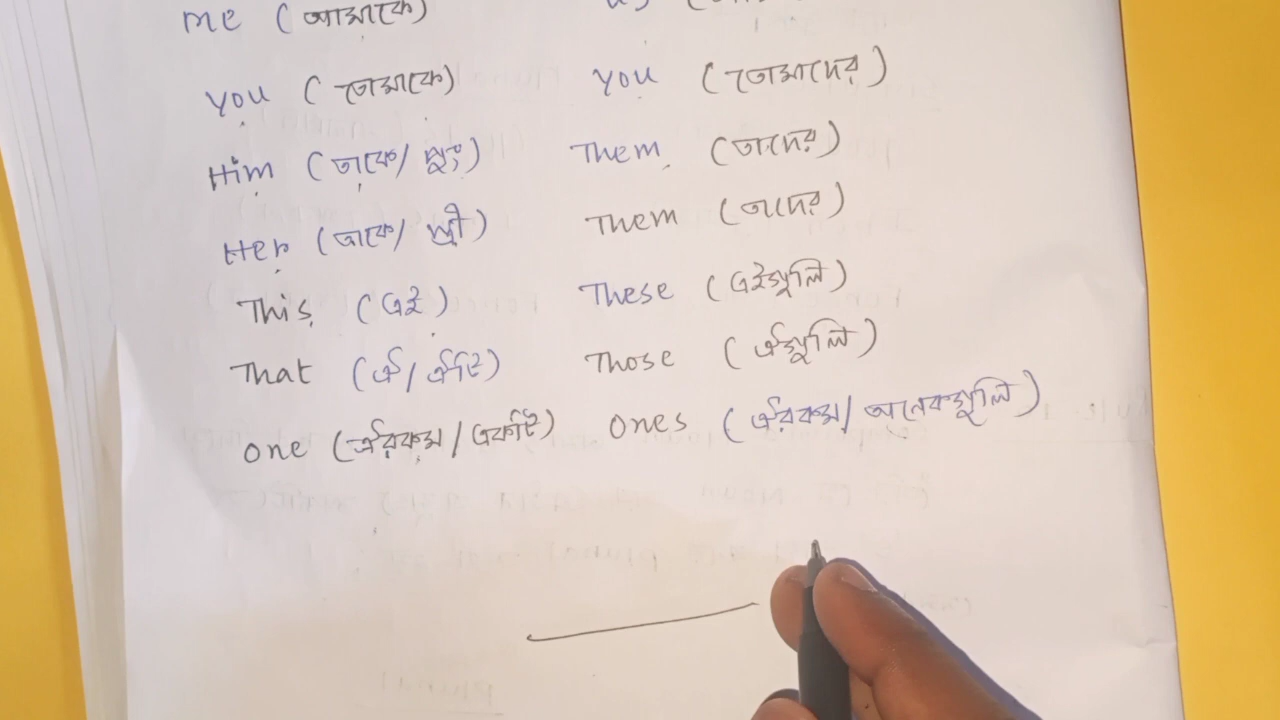 me (আমাকে) us
you (তোমাকে) you (তোমাদের)
Him (তাকে/ পুং) Them (তাদের)
Her (তাকে/ স্ত্রী) Them (তাদের)
This (এই) These (এইগুলি)
That (ঐ/ঐটি) Those (ঐগুলি)
one (ঐরকম/একটি) ones (ঐরকম/অনেকগুলি)